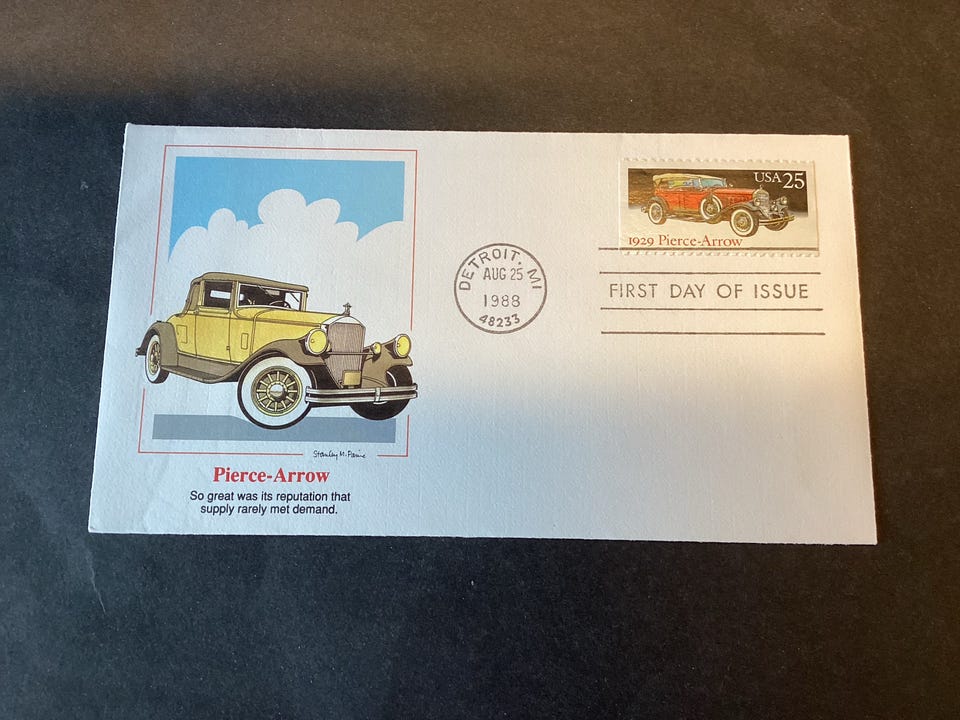 USA 25
1929 Pierce-Arrow
DETROIT, MI
AUG 25
1988
48233
FIRST DAY OF ISSUE
Stanley M. Paine
Pierce-Arrow
So great was its reputation that
supply rarely met demand.